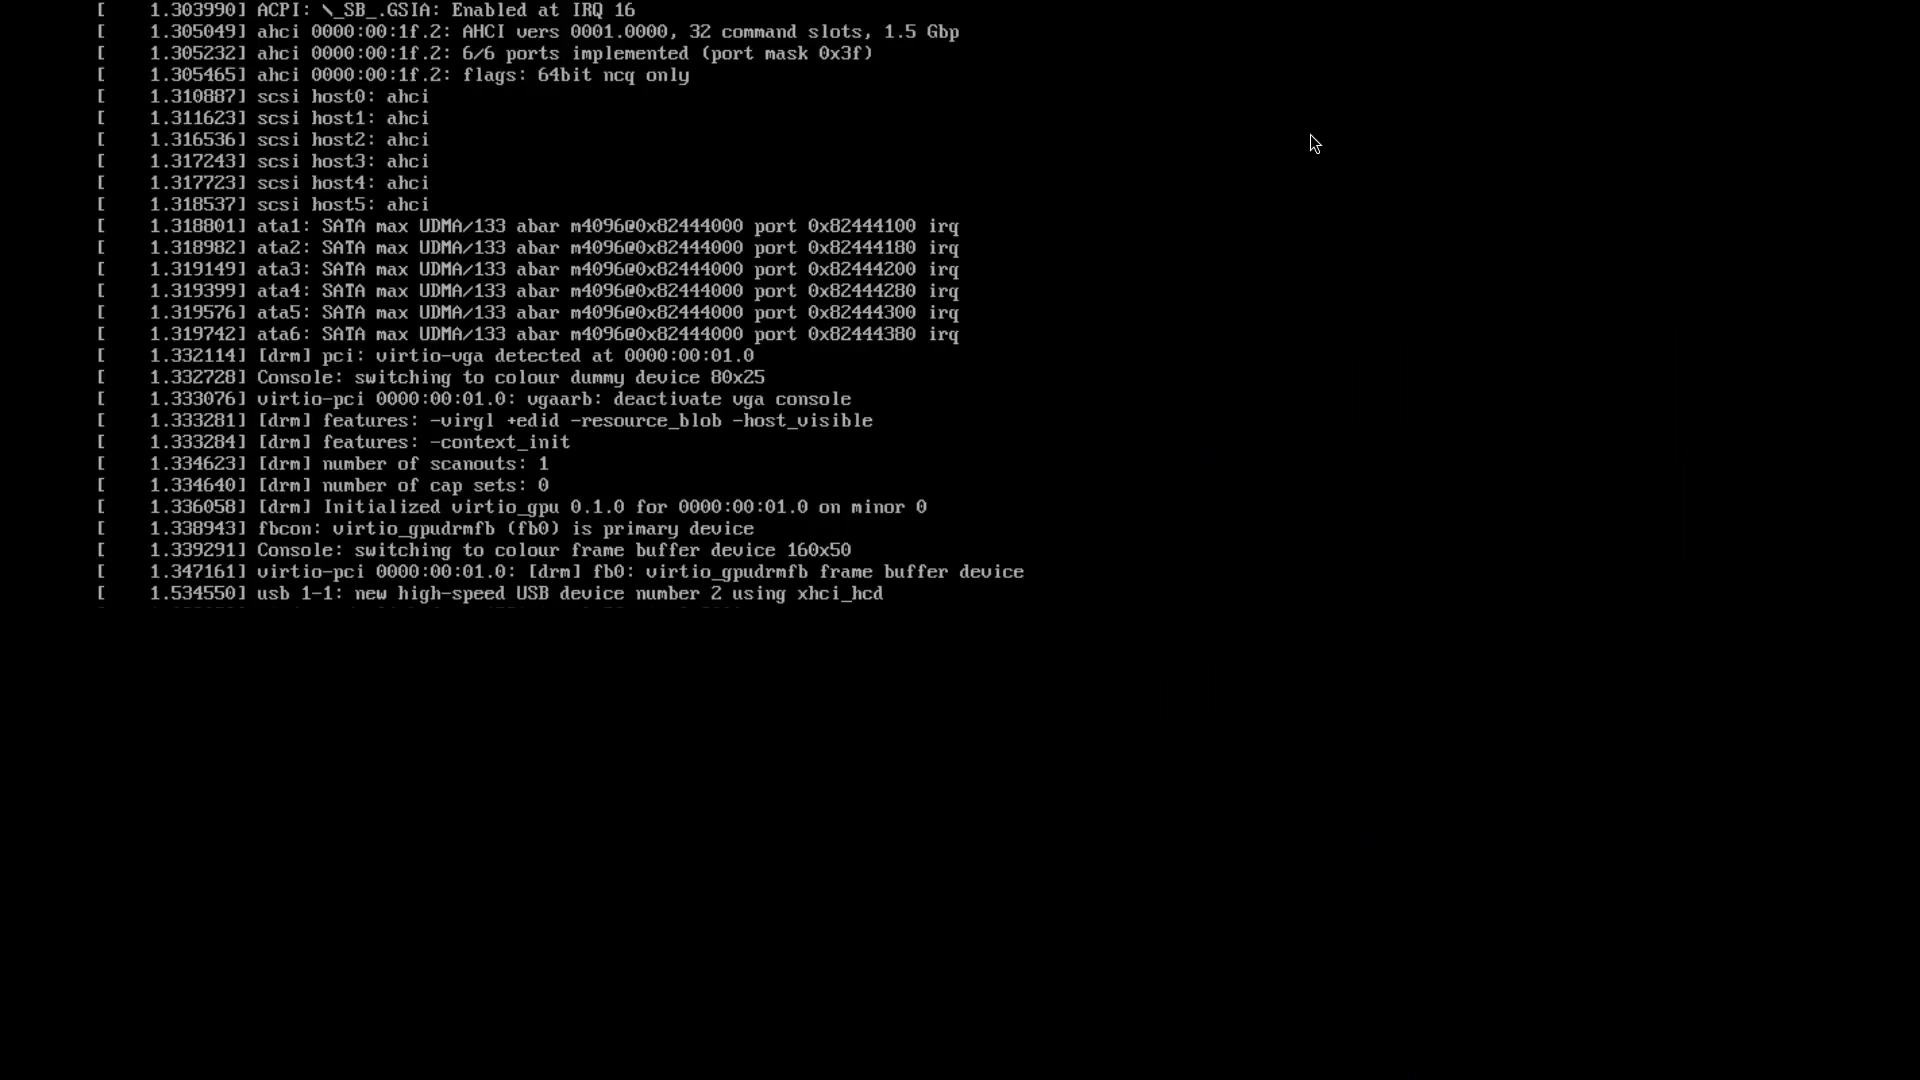 [    1.303990] ACPI: \_SB_.GSIA: Enabled at IRQ 16
[    1.305049] ahci 0000:00:1f.2: AHCI vers 0001.0000, 32 command slots, 1.5 Gbp
[    1.305232] ahci 0000:00:1f.2: 6/6 ports implemented (port mask 0x3f)
[    1.305465] ahci 0000:00:1f.2: flags: 64bit ncq only
[    1.310887] scsi host0: ahci
[    1.311623] scsi host1: ahci
[    1.316536] scsi host2: ahci
[    1.317243] scsi host3: ahci
[    1.317723] scsi host4: ahci
[    1.318537] scsi host5: ahci
[    1.318801] ata1: SATA max UDMA/133 abar m4096@0x82444000 port 0x82444100 irq
[    1.318982] ata2: SATA max UDMA/133 abar m4096@0x82444000 port 0x82444180 irq
[    1.319149] ata3: SATA max UDMA/133 abar m4096@0x82444000 port 0x82444200 irq
[    1.319399] ata4: SATA max UDMA/133 abar m4096@0x82444000 port 0x82444280 irq
[    1.319576] ata5: SATA max UDMA/133 abar m4096@0x82444000 port 0x82444300 irq
[    1.319742] ata6: SATA max UDMA/133 abar m4096@0x82444000 port 0x82444380 irq
[    1.332114] [drm] pci: virtio-vga detected at 0000:00:01.0
[    1.332728] Console: switching to colour dummy device 80x25
[    1.333076] virtio-pci 0000:00:01.0: vgaarb: deactivate vga console
[    1.333281] [drm] features: -virgl +edid -resource_blob -host_visible
[    1.333284] [drm] features: -context_init
[    1.334623] [drm] number of scanouts: 1
[    1.334640] [drm] number of cap sets: 0
[    1.336058] [drm] Initialized virtio_gpu 0.1.0 for 0000:00:01.0 on minor 0
[    1.338943] fbcon: virtio_gpudrmfb (fb0) is primary device
[    1.339291] Console: switching to colour frame buffer device 160x50
[    1.347161] virtio-pci 0000:00:01.0: [drm] fb0: virtio_gpudrmfb frame buffer device
[    1.534550] usb 1-1: new high-speed USB device number 2 using xhci_hcd